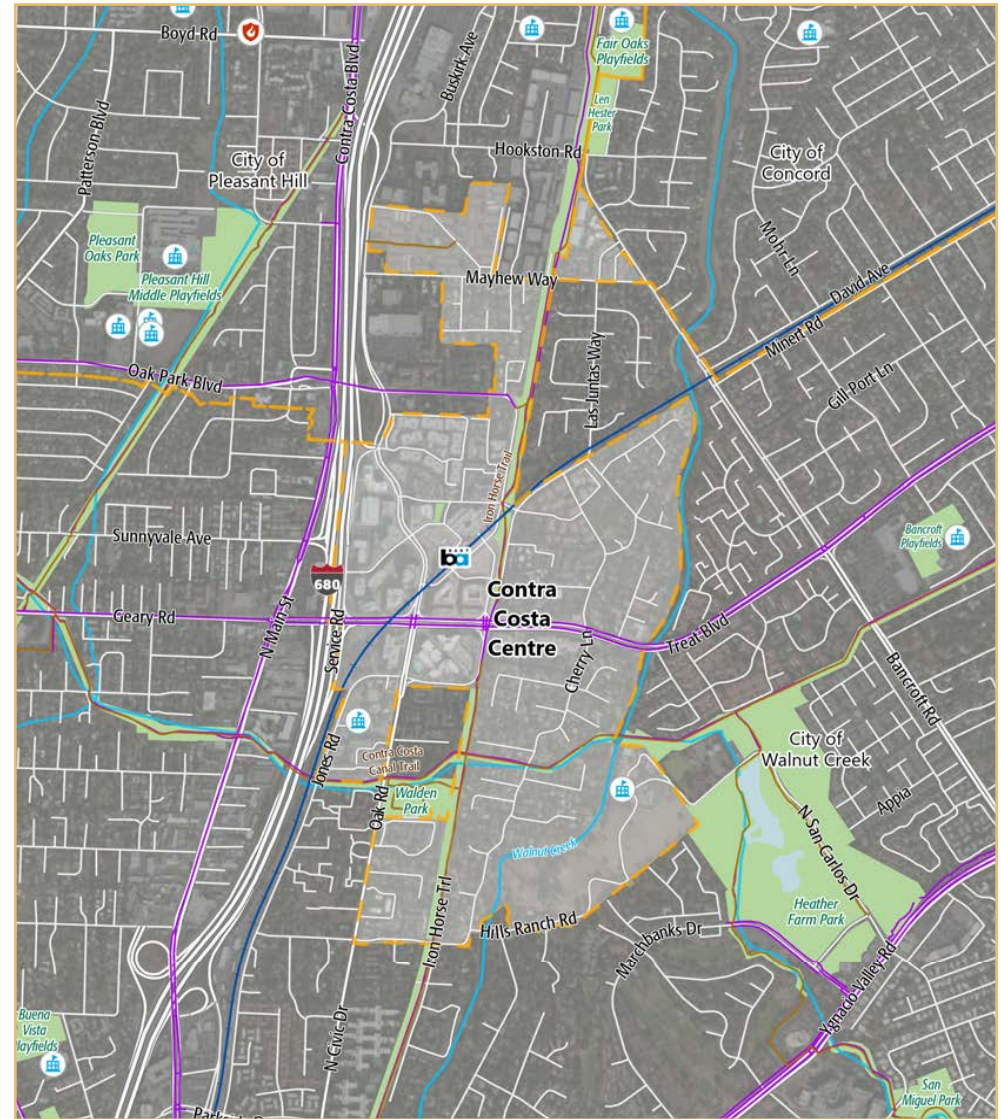 Boyd Rd
Contra Costa Blvd
Buskirk Ave
Fair Oaks
Playfields
Len
Hester
Park
Patterson Blvd
City of
Pleasant Hill
Hookston Rd
City of
Concord
Pleasant
Oaks Park
Pleasant Hill
Middle Playfields
Mayhew Way
Mohr Ln
David Ave
Minert Rd
Oak Park Blvd
Las Juntas Way
Gill Port Ln
Iron Horse Trail
Sunnyvale Ave
Bancroft
Playfields
ba
680
Contra
Costa
Centre
Geary Rd
N Main St
Service Rd
Cherry Ln
Treat Blvd
Bancroft Rd
Jones Rd
Contra Costa
Canal Trail
Oak Rd
Walden
Park
City of
Walnut Creek
Appia
N San Carlos Dr
Walnut Creek
Heather
Farm Park
Iron Horse Trl
Hills Ranch Rd
Marchbanks Dr
Ygnacio Valley Rd
Buena
Vista
layfields
N Civic Dr
San
Miguel Park